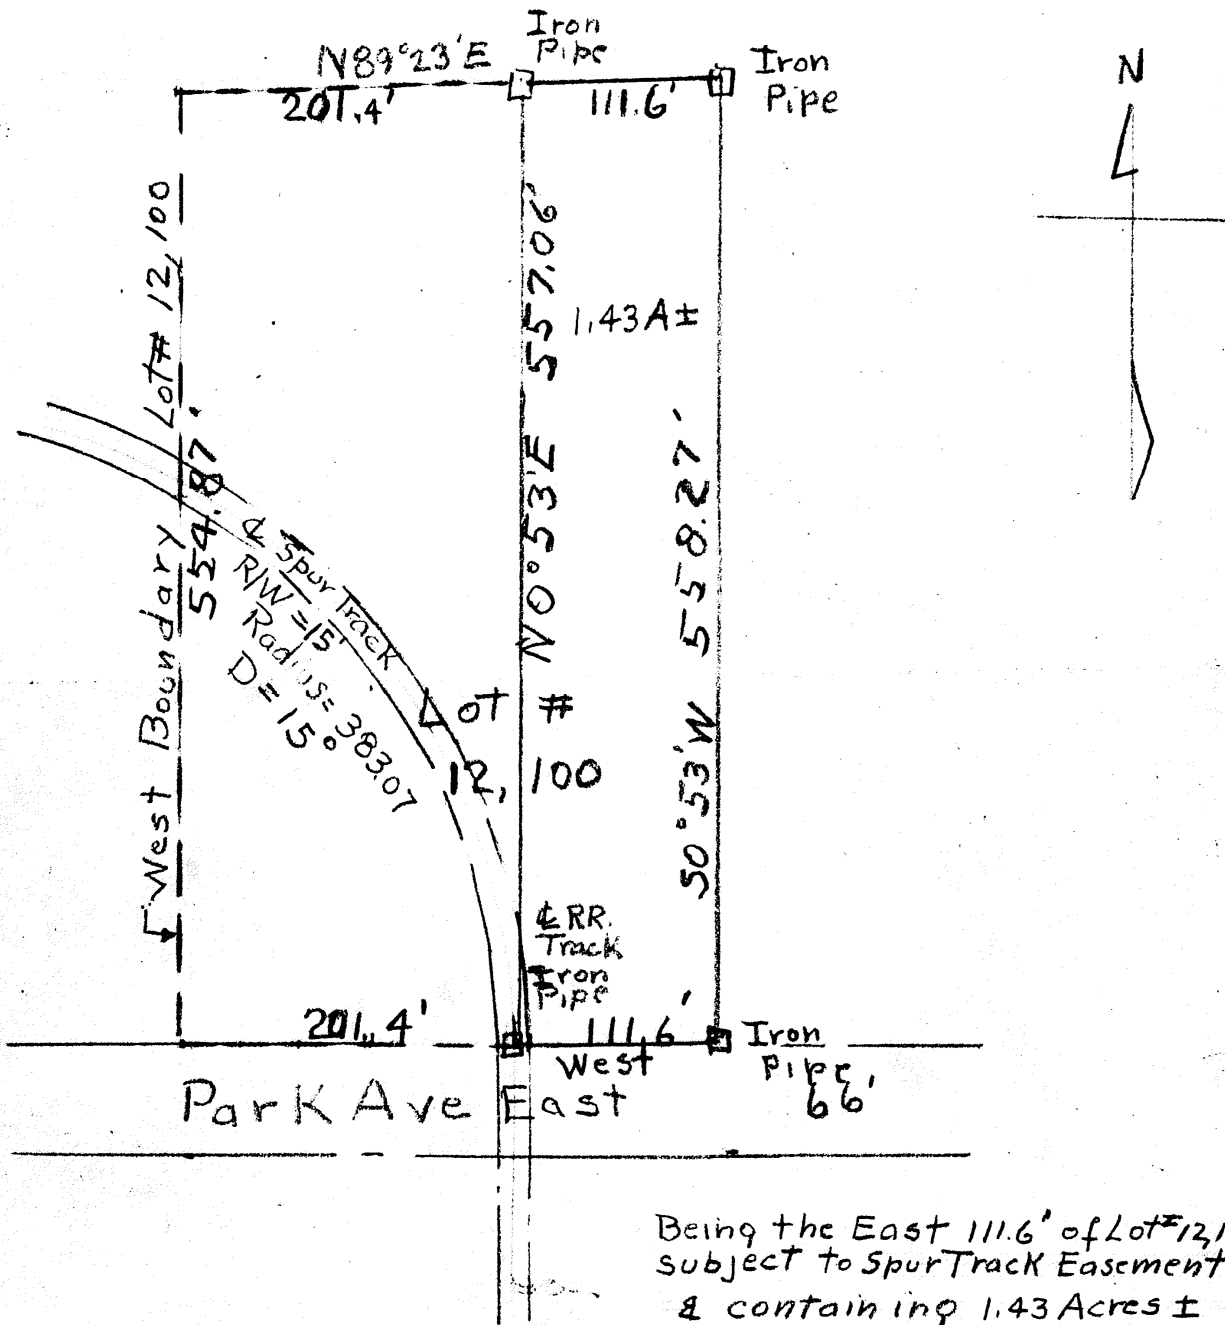 Iron
Pipe
N89°23'E
201.4'
111.6'
Iron
Pipe
N
West Boundary Lot# 12,100
554.87'
N0°53'E 557.06'
1.43A±
S0°53'W 558.27'
℄ Spur Track
R/W = 15'
Radius = 383.07
D = 15°
Lot #
12,100
℄ RR.
Track
Iron
Pipe
201.4'
111.6'
West
Iron
Pipe
66'
Park Ave East
Being the East 111.6' of Lot #12,1
subject to Spur Track Easement
& containing 1.43 Acres ±